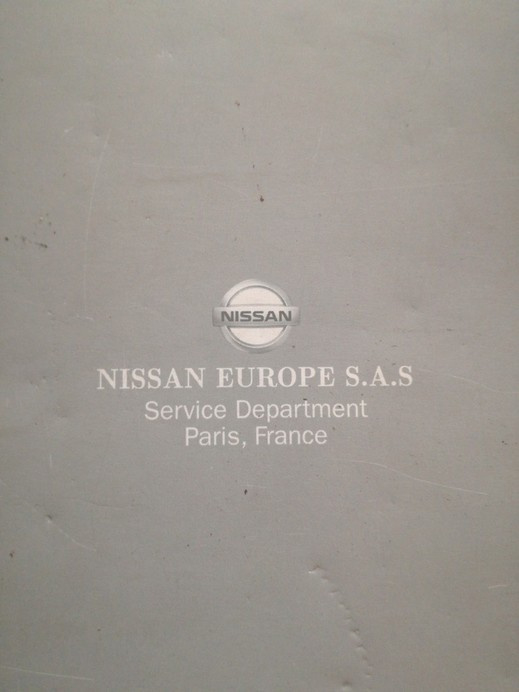 NISSAN
NISSAN EUROPE S.A.S
Service Department
Paris, France